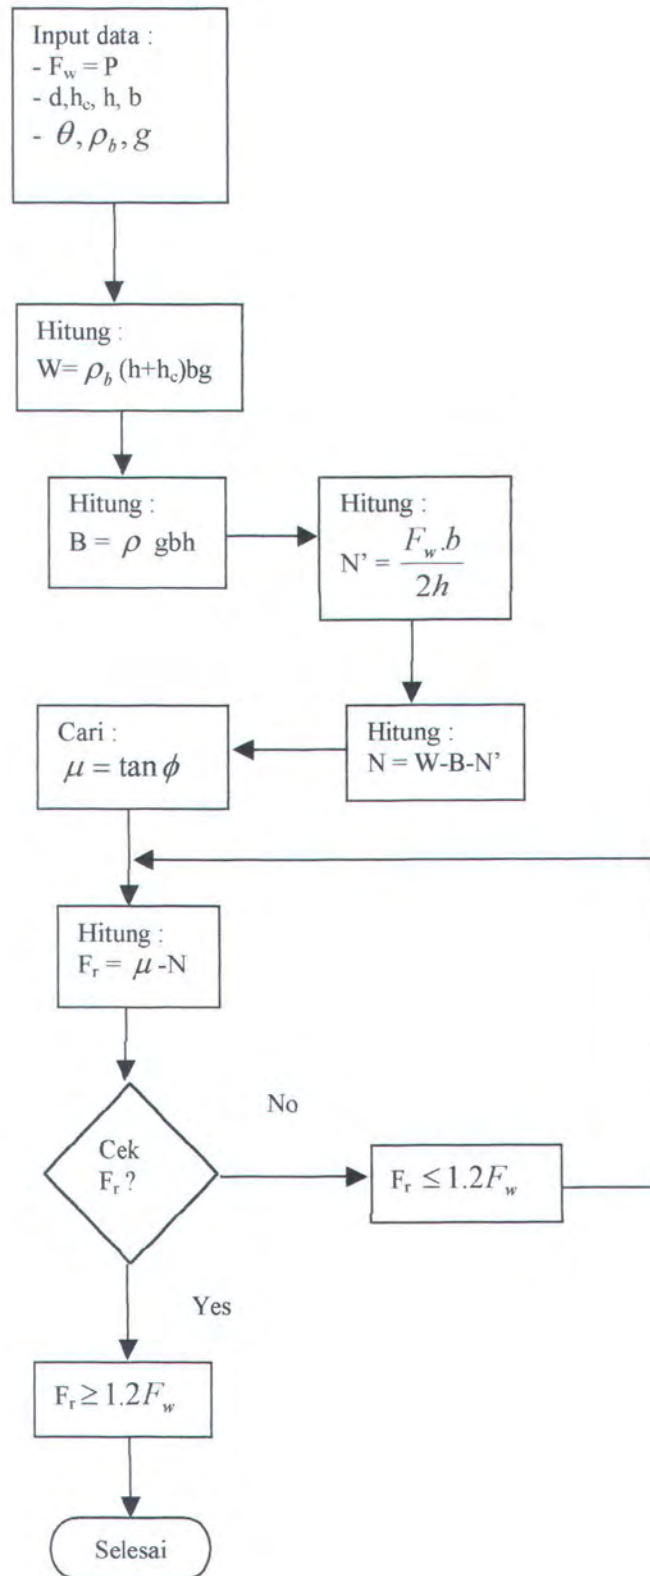 Input data :
- F_w = P
- d,h_c, h, b
- θ, ρ_b, g
Hitung :
W= ρ_b (h+h_c)bg
Hitung :
B = ρ gbh
Hitung :
N’ = F_w.b / 2h
Hitung :
N = W-B-N’
Cari :
μ = tan ϕ
Hitung :
F_r = μ -N
Cek
F_r ?
No
F_r ≤ 1.2F_w
Yes
F_r ≥ 1.2F_w
Selesai